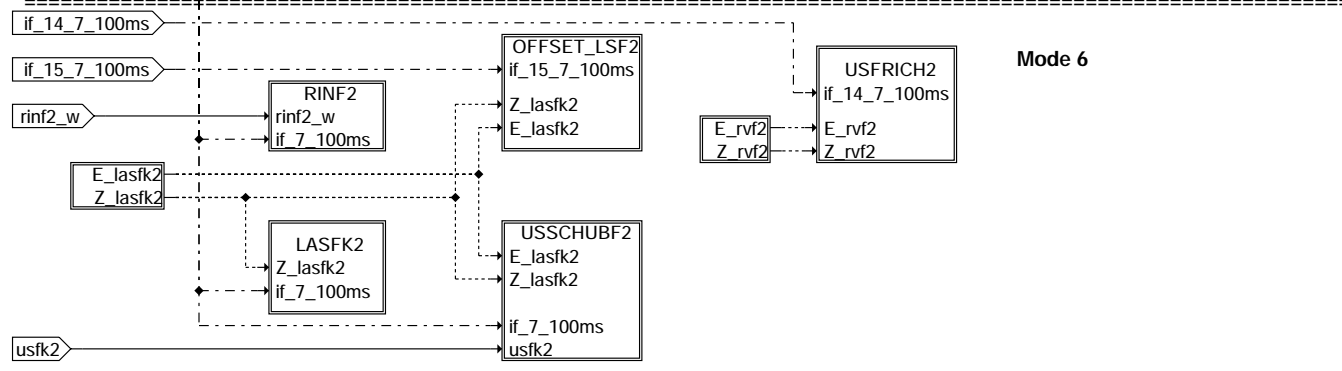 if_14_7_100ms
if_15_7_100ms
rinf2_w
E_lasfk2
Z_lasfk2
usfk2
RINF2
rinf2_w
if_7_100ms
LASFK2
Z_lasfk2
if_7_100ms
OFFSET_LSF2
if_15_7_100ms
Z_lasfk2
E_lasfk2
USSCHUBF2
E_lasfk2
Z_lasfk2
if_7_100ms
usfk2
E_rvf2
Z_rvf2
USFRICH2
if_14_7_100ms
E_rvf2
Z_rvf2
Mode 6